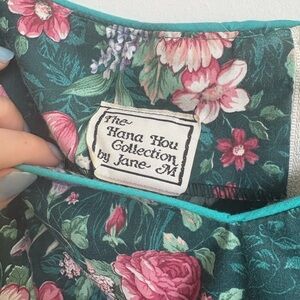 The
Hana Hou
Collection
by Jane M